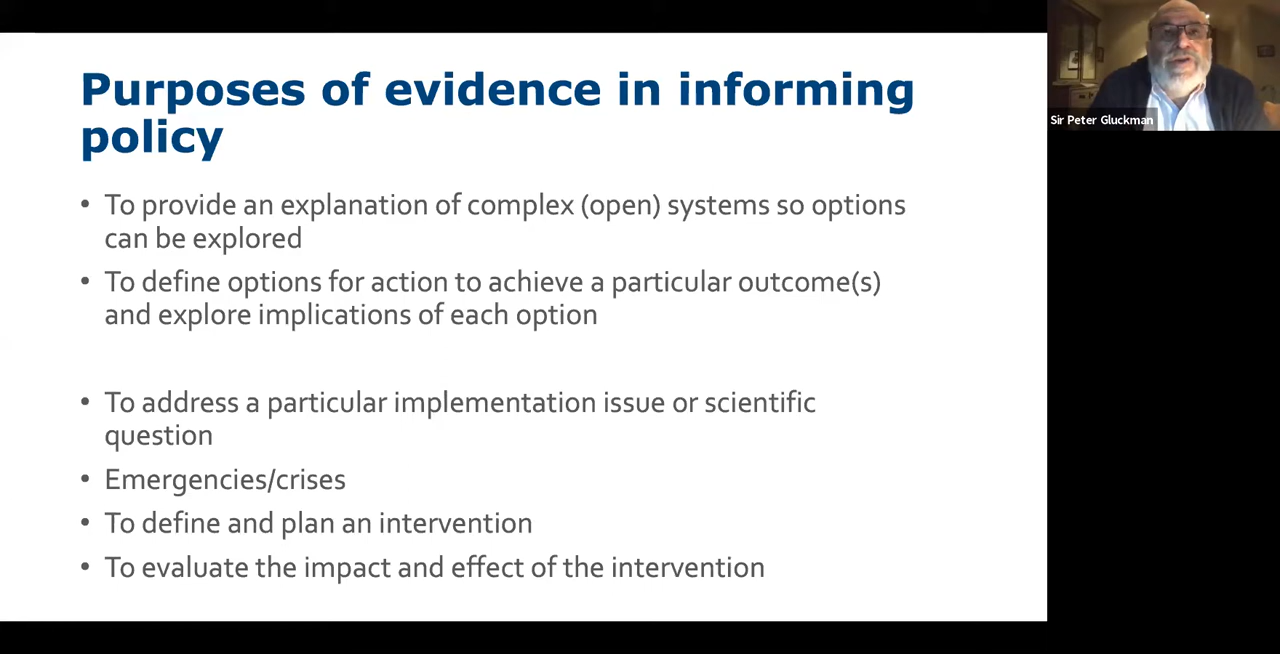 Purposes of evidence in informing
policy
• To provide an explanation of complex (open) systems so options
can be explored
• To define options for action to achieve a particular outcome(s)
and explore implications of each option
• To address a particular implementation issue or scientific
question
• Emergencies/crises
• To define and plan an intervention
• To evaluate the impact and effect of the intervention
Sir Peter Gluckman